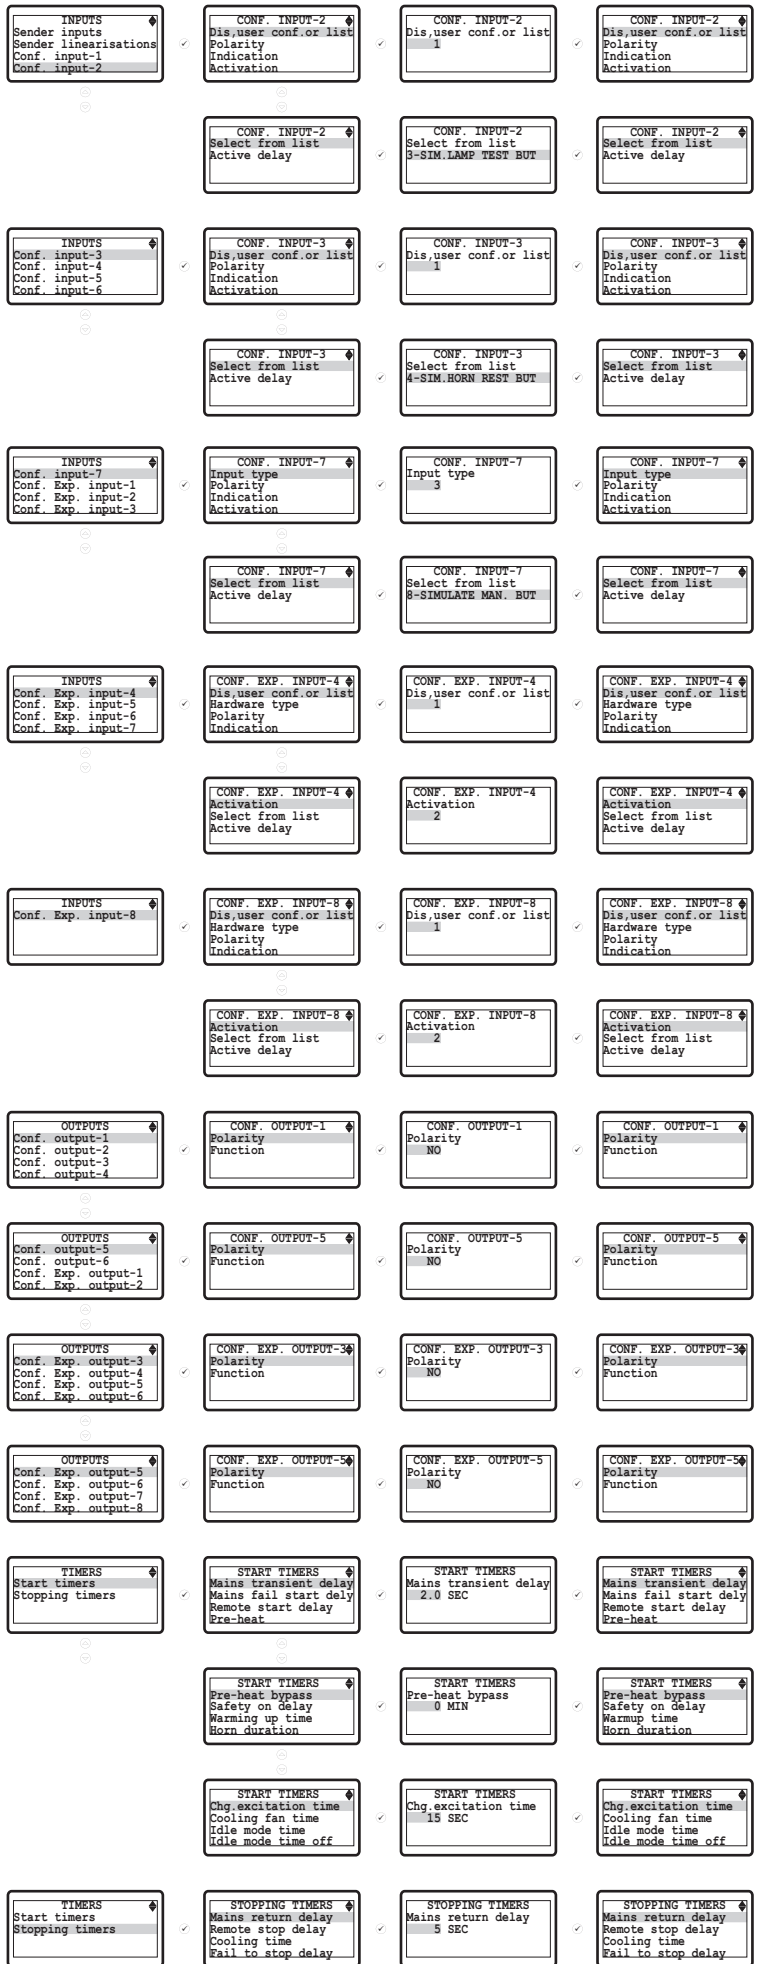 INPUTS
Sender inputs
Sender linearisations
Conf. input-1
Conf. input-2
CONF. INPUT-2
Dis,user conf.or list
Polarity
Indication
Activation
CONF. INPUT-2
Dis,user conf.or list
1
CONF. INPUT-2
Dis,user conf.or list
Polarity
Indication
Activation
CONF. INPUT-2
Select from list
Active delay
CONF. INPUT-2
Select from list
3-SIM.LAMP TEST BUT
CONF. INPUT-2
Select from list
Active delay
INPUTS
Conf. input-3
Conf. input-4
Conf. input-5
Conf. input-6
CONF. INPUT-3
Dis,user conf.or list
Polarity
Indication
Activation
CONF. INPUT-3
Dis,user conf.or list
1
CONF. INPUT-3
Dis,user conf.or list
Polarity
Indication
Activation
CONF. INPUT-3
Select from list
Active delay
CONF. INPUT-3
Select from list
4-SIM.HORN REST BUT
CONF. INPUT-3
Select from list
Active delay
INPUTS
Conf. input-7
Conf. Exp. input-1
Conf. Exp. input-2
Conf. Exp. input-3
CONF. INPUT-7
Input type
Polarity
Indication
Activation
CONF. INPUT-7
Input type
3
CONF. INPUT-7
Input type
Polarity
Indication
Activation
CONF. INPUT-7
Select from list
Active delay
CONF. INPUT-7
Select from list
8-SIMULATE MAN. BUT
CONF. INPUT-7
Select from list
Active delay
INPUTS
Conf. Exp. input-4
Conf. Exp. input-5
Conf. Exp. input-6
Conf. Exp. input-7
CONF. EXP. INPUT-4
Dis,user conf.or list
Hardware type
Polarity
Indication
CONF. EXP. INPUT-4
Dis,user conf.or list
1
CONF. EXP. INPUT-4
Dis,user conf.or list
Hardware type
Polarity
Indication
CONF. EXP. INPUT-4
Activation
Select from list
Active delay
CONF. EXP. INPUT-4
Activation
2
CONF. EXP. INPUT-4
Activation
Select from list
Active delay
INPUTS
Conf. Exp. input-8
CONF. EXP. INPUT-8
Dis,user conf.or list
Hardware type
Polarity
Indication
CONF. EXP. INPUT-8
Dis,user conf.or list
1
CONF. EXP. INPUT-8
Dis,user conf.or list
Hardware type
Polarity
Indication
CONF. EXP. INPUT-8
Activation
Select from list
Active delay
CONF. EXP. INPUT-8
Activation
2
CONF. EXP. INPUT-8
Activation
Select from list
Active delay
OUTPUTS
Conf. output-1
Conf. output-2
Conf. output-3
Conf. output-4
CONF. OUTPUT-1
Polarity
Function
CONF. OUTPUT-1
Polarity
NO
CONF. OUTPUT-1
Polarity
Function
OUTPUTS
Conf. output-5
Conf. output-6
Conf. Exp. output-1
Conf. Exp. output-2
CONF. OUTPUT-5
Polarity
Function
CONF. OUTPUT-5
Polarity
NO
CONF. OUTPUT-5
Polarity
Function
OUTPUTS
Conf. Exp. output-3
Conf. Exp. output-4
Conf. Exp. output-5
Conf. Exp. output-6
CONF. EXP. OUTPUT-3
Polarity
Function
CONF. EXP. OUTPUT-3
Polarity
NO
CONF. EXP. OUTPUT-3
Polarity
Function
OUTPUTS
Conf. Exp. output-5
Conf. Exp. output-6
Conf. Exp. output-7
Conf. Exp. output-8
CONF. EXP. OUTPUT-5
Polarity
Function
CONF. EXP. OUTPUT-5
Polarity
NO
CONF. EXP. OUTPUT-5
Polarity
Function
TIMERS
Start timers
Stopping timers
START TIMERS
Mains transient delay
Mains fail start dely
Remote start delay
Pre-heat
START TIMERS
Mains transient delay
2.0 SEC
START TIMERS
Mains transient delay
Mains fail start dely
Remote start delay
Pre-heat
START TIMERS
Pre-heat bypass
Safety on delay
Warming up time
Horn duration
START TIMERS
Pre-heat bypass
0 MIN
START TIMERS
Pre-heat bypass
Safety on delay
Warmup time
Horn duration
START TIMERS
Chg.excitation time
Cooling fan time
Idle mode time
Idle mode time off
START TIMERS
Chg.excitation time
15 SEC
START TIMERS
Chg.excitation time
Cooling fan time
Idle mode time
Idle mode time off
TIMERS
Start timers
Stopping timers
STOPPING TIMERS
Mains return delay
Remote stop delay
Cooling time
Fail to stop delay
STOPPING TIMERS
Mains return delay
5 SEC
STOPPING TIMERS
Mains return delay
Remote stop delay
Cooling time
Fail to stop delay